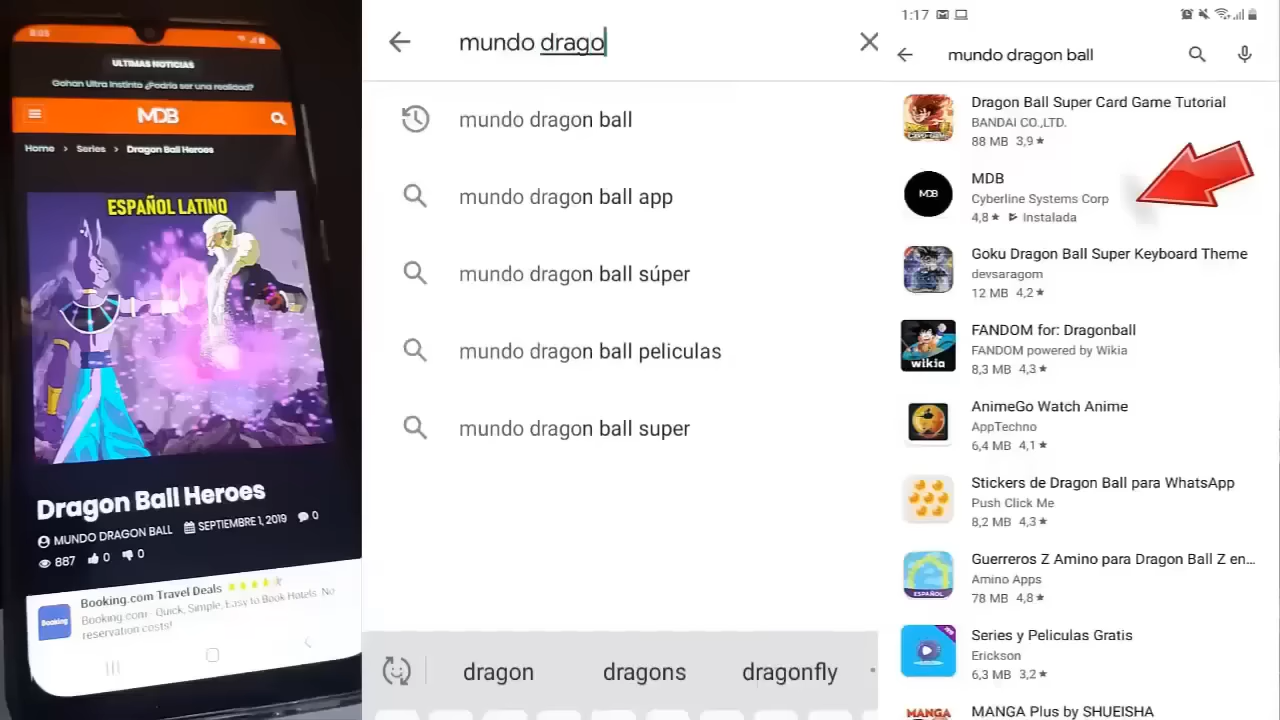 8:05
ULTIMAS NOTICIAS
Gohan Ultra Instinto ¿Podría ser una realidad?
MDB
Home > Series > Dragon Ball Heroes
ESPAÑOL LATINO
Dragon Ball Heroes
MUNDO DRAGON BALL SEPTIEMBRE 1, 2019 0
887 0 0
Booking.com Travel Deals
Booking.com - Quick, Simple, Easy to Book Hotels. No
reservation costs!
Booking
mundo drago
mundo dragon ball
mundo dragon ball app
mundo dragon ball súper
mundo dragon ball peliculas
mundo dragon ball super
dragon dragons dragonfly
1:17
mundo dragon ball
Dragon Ball Super Card Game Tutorial
BANDAI CO.,LTD.
88 MB 3,9 ★
MDB
MDB
Cyberline Systems Corp
4,8 ★ Instalada
Goku Dragon Ball Super Keyboard Theme
devsaragom
12 MB 4,2 ★
FANDOM for: Dragonball
FANDOM powered by Wikia
8,3 MB 4,3 ★
wikia
AnimeGo Watch Anime
AppTechno
6,4 MB 4,1 ★
Stickers de Dragon Ball para WhatsApp
Push Click Me
8,2 MB 4,3 ★
Guerreros Z Amino para Dragon Ball Z en...
Amino Apps
78 MB 4,8 ★
ESPAÑOL
Series y Peliculas Gratis
Erickson
6,3 MB 3,2 ★
MANGA Plus by SHUEISHA
MANGA